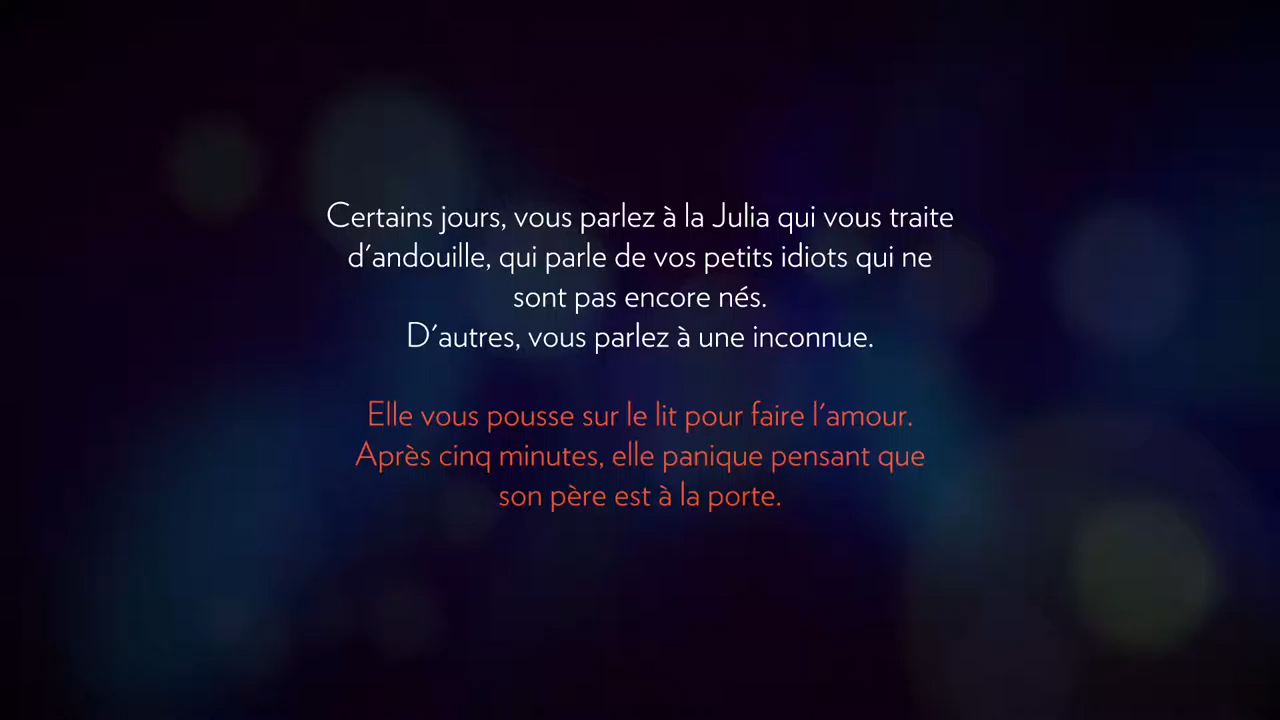 Certains jours, vous parlez à la Julia qui vous traite
d'andouille, qui parle de vos petits idiots qui ne
sont pas encore nés.
D'autres, vous parlez à une inconnue.
Elle vous pousse sur le lit pour faire l'amour.
Après cinq minutes, elle panique pensant que
son père est à la porte.